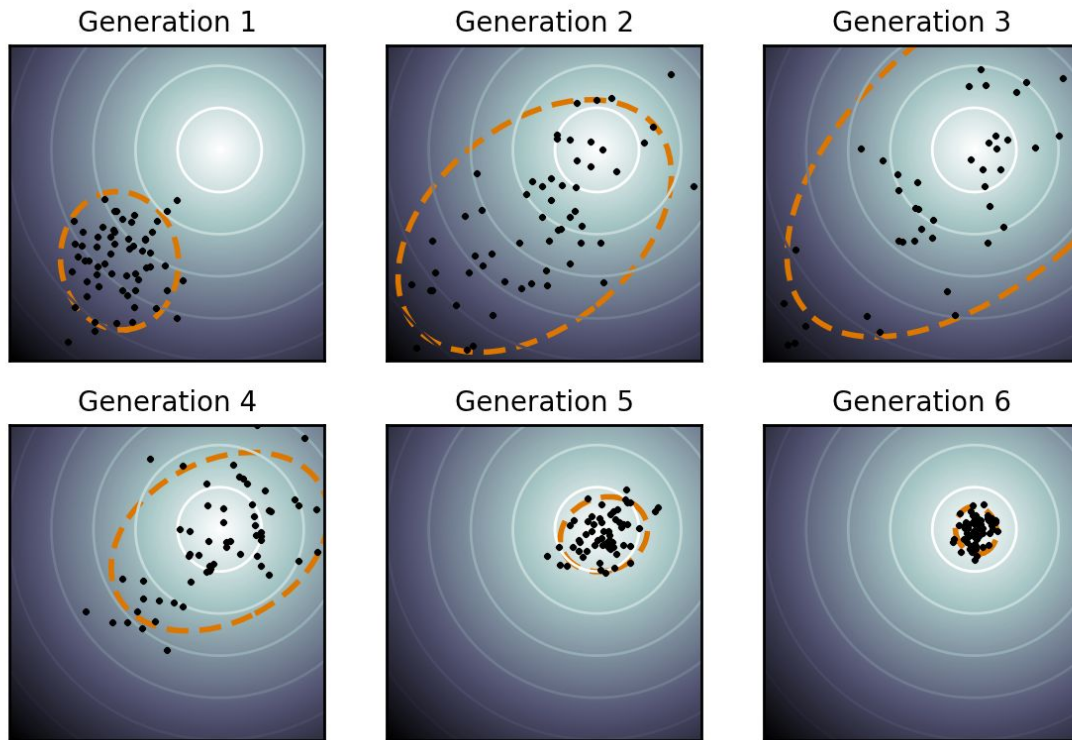 Generation 1
Generation 2
Generation 3
Generation 4
Generation 5
Generation 6